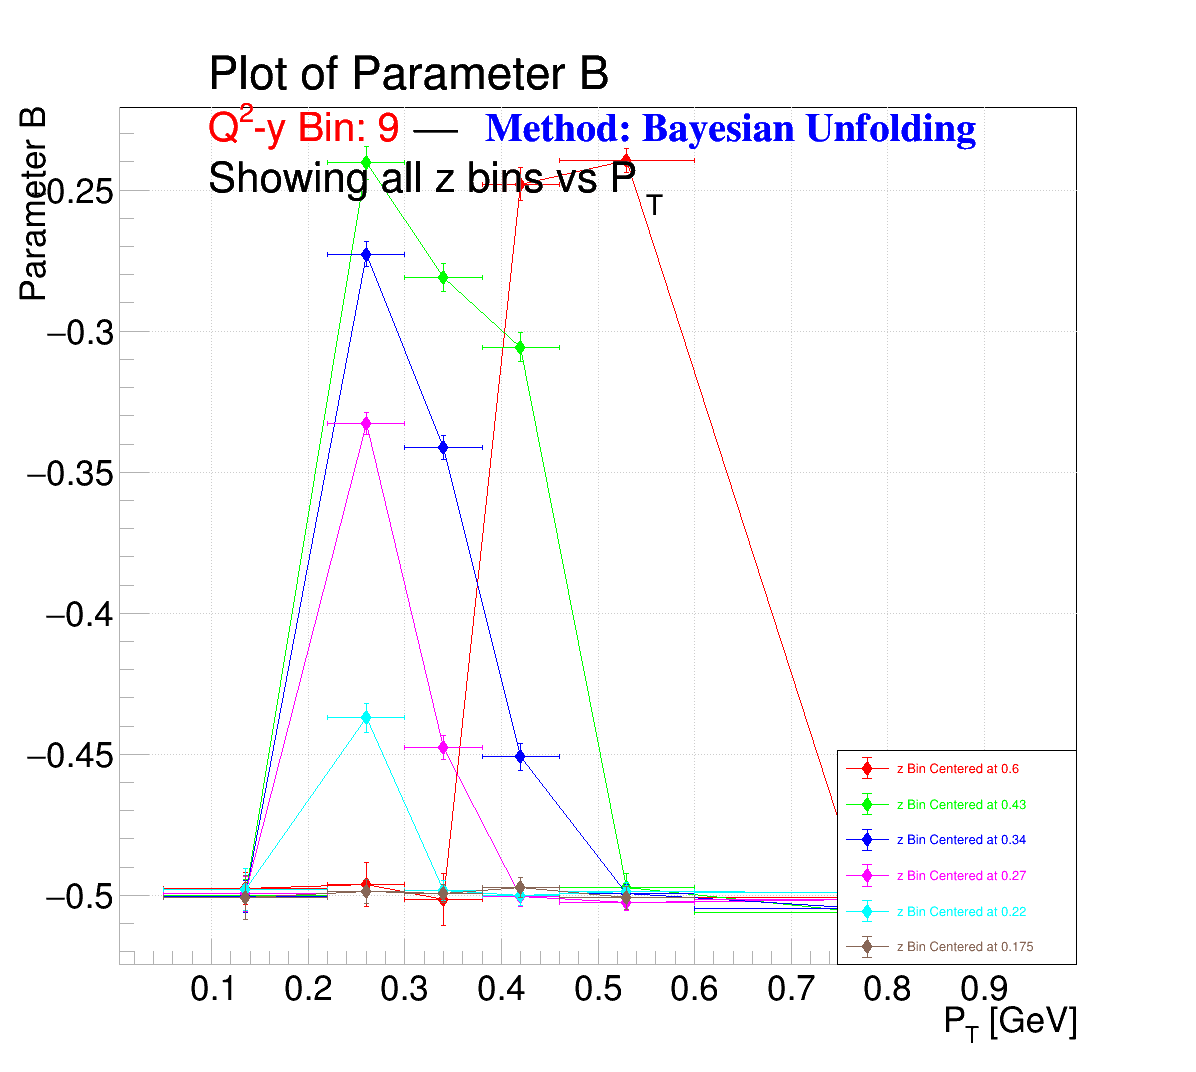 Plot of Parameter B
Q²-y Bin: 9 — Method: Bayesian Unfolding
Showing all z bins vs P_T
Parameter B
−0.25
−0.3
−0.35
−0.4
−0.45
−0.5
z Bin Centered at 0.6
z Bin Centered at 0.43
z Bin Centered at 0.34
z Bin Centered at 0.27
z Bin Centered at 0.22
z Bin Centered at 0.175
0.1 0.2 0.3 0.4 0.5 0.6 0.7 0.8 0.9
P_T [GeV]